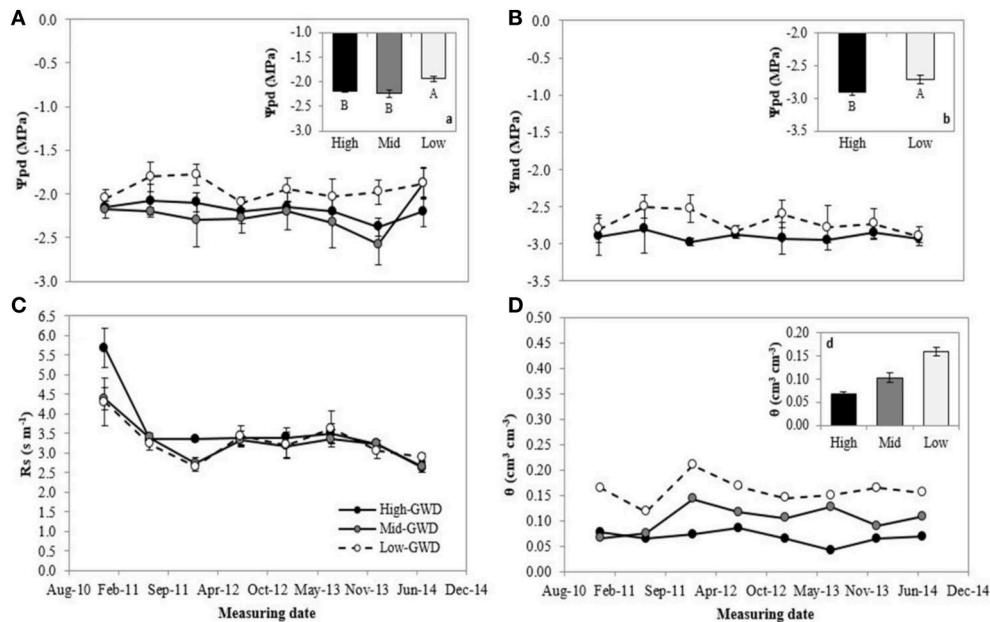 A
0.0
-0.5
-1.0
-1.5
-2.0
-2.5
-3.0
Ψpd (MPa)
-1.0
-1.5
-2.0
-2.5
-3.0
Ψpd (MPa)
B
B
A
a
High Mid Low
B
0.0
-0.5
-1.0
-1.5
-2.0
-2.5
-3.0
-3.5
Ψmd (MPa)
-2.0
-2.5
-3.0
-3.5
Ψpd (MPa)
B
A
b
High Low
C
6.5
6.0
5.5
5.0
4.5
4.0
3.5
3.0
2.5
2.0
1.5
1.0
0.5
0.0
Rs (s m⁻¹)
High-GWD
Mid-GWD
Low-GWD
Aug-10 Feb-11 Sep-11 Apr-12 Oct-12 May-13 Nov-13 Jun-14 Dec-14
Measuring date
D
0.50
0.45
0.40
0.35
0.30
0.25
0.20
0.15
0.10
0.05
0.00
θ (cm³ cm⁻³)
0.20
0.15
0.10
0.05
0.00
θ (cm³ cm⁻³)
d
High Mid Low
Aug-10 Feb-11 Sep-11 Apr-12 Oct-12 May-13 Nov-13 Jun-14 Dec-14
Measuring date